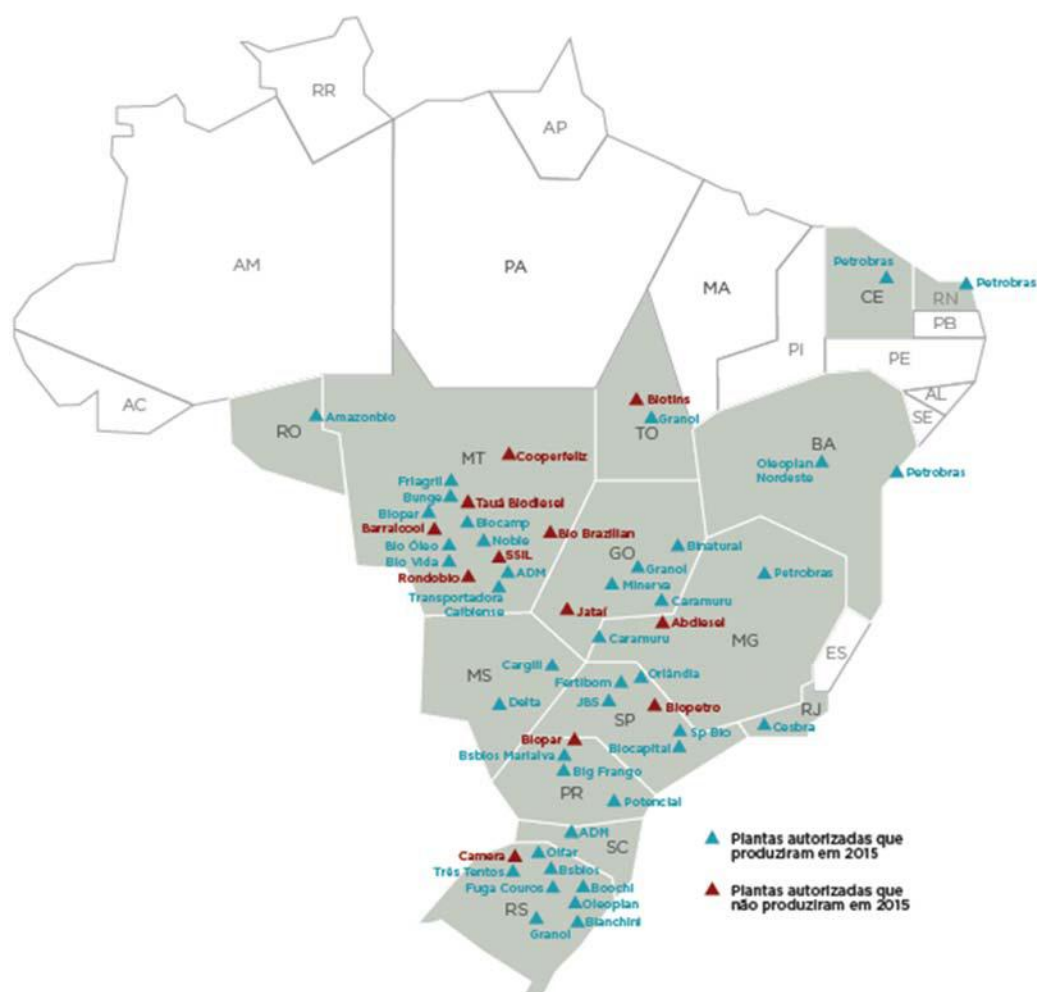 RR
AP
AM
PA
MA
Petrobras
CE
RN
Petrobras
PB
PI
PE
AL
SE
AC
RO
Amazonbio
Biotins
Granol
TO
BA
Oleoplan
Nordeste
Petrobras
MT
Cooperfeliz
Friagril
Bunge
Tauá Biodiesel
Biopar
Biocamp
Barralcool
Bio Brazilian
Bio Óleo
Noble
Bio Vida
SSIL
Rondobio
ADM
Transportadora
Caibiense
GO
Binatural
Granol
Minerva
Petrobras
Caramuru
Jataí
Abdiesel
Caramuru
MG
ES
MS
Cargill
Orlândia
Fertibom
Delta
JBS
Biopetro
SP
RJ
Sp Bio
Cesbra
Biocapital
Biopar
Bsbios Marialva
Big Frango
PR
Potencial
ADM
SC
Camera
Olfar
Três Tentos
Bsbios
Fuga Couros
Boochi
Oleoplan
RS
Granol
Bianchini
Plantas autorizadas que
produziram em 2015
Plantas autorizadas que
não produziram em 2015